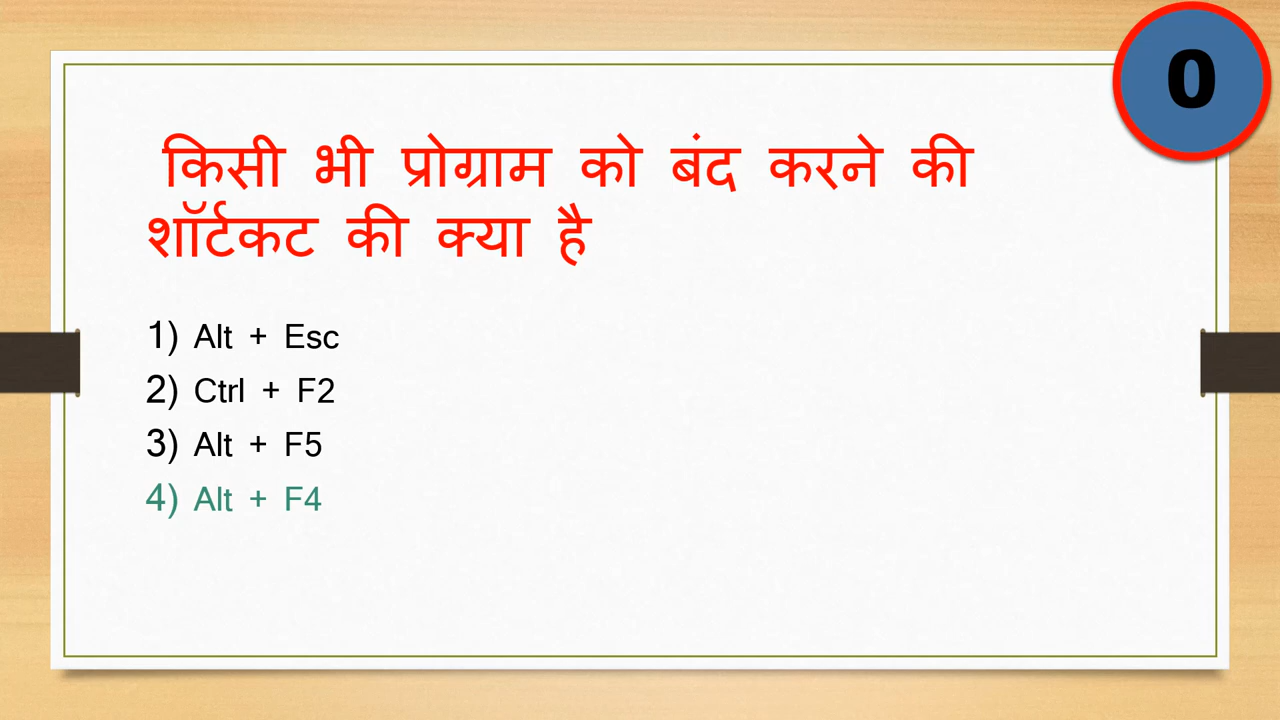 0
किसी भी प्रोग्राम को बंद करने की
शॉर्टकट की क्या है
1) Alt + Esc
2) Ctrl + F2
3) Alt + F5
4) Alt + F4